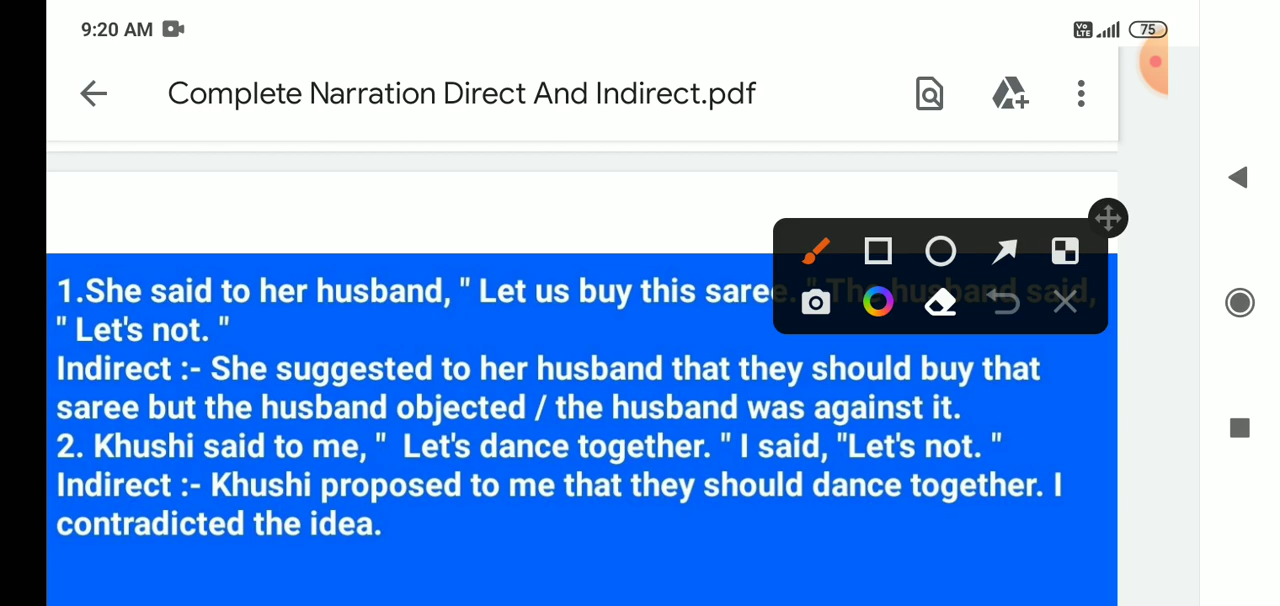 9:20 AM
Vo LTE 75
Complete Narration Direct And Indirect.pdf
1.She said to her husband, " Let us buy this saree. " The husband said,
" Let's not. "
Indirect :- She suggested to her husband that they should buy that
saree but the husband objected / the husband was against it.
2. Khushi said to me, "  Let's dance together. " I said, "Let's not. "
Indirect :- Khushi proposed to me that they should dance together. I
contradicted the idea.